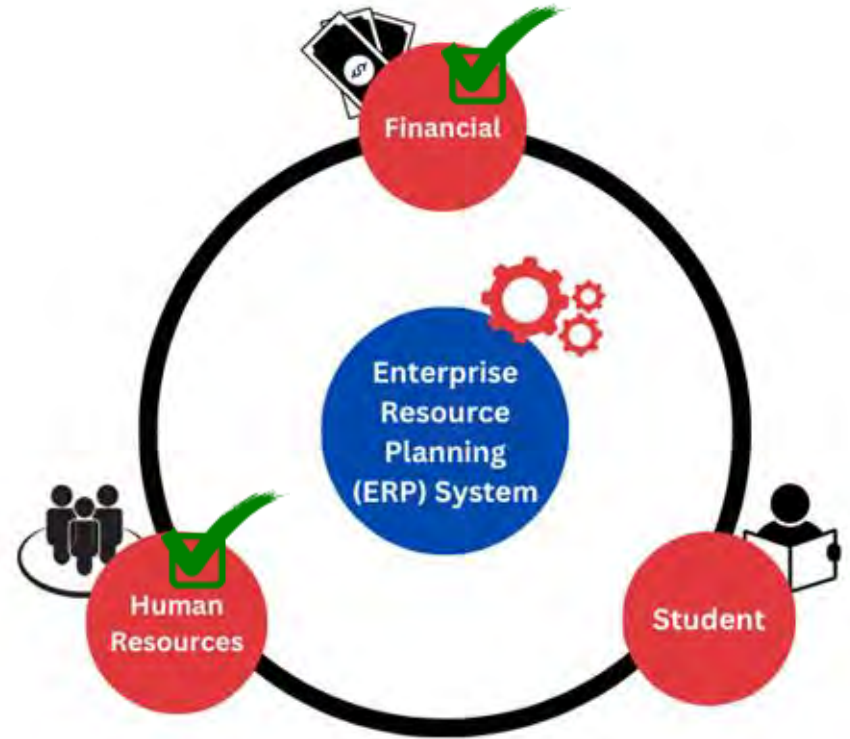 Financial
Enterprise
Resource
Planning
(ERP) System
Human
Resources
Student